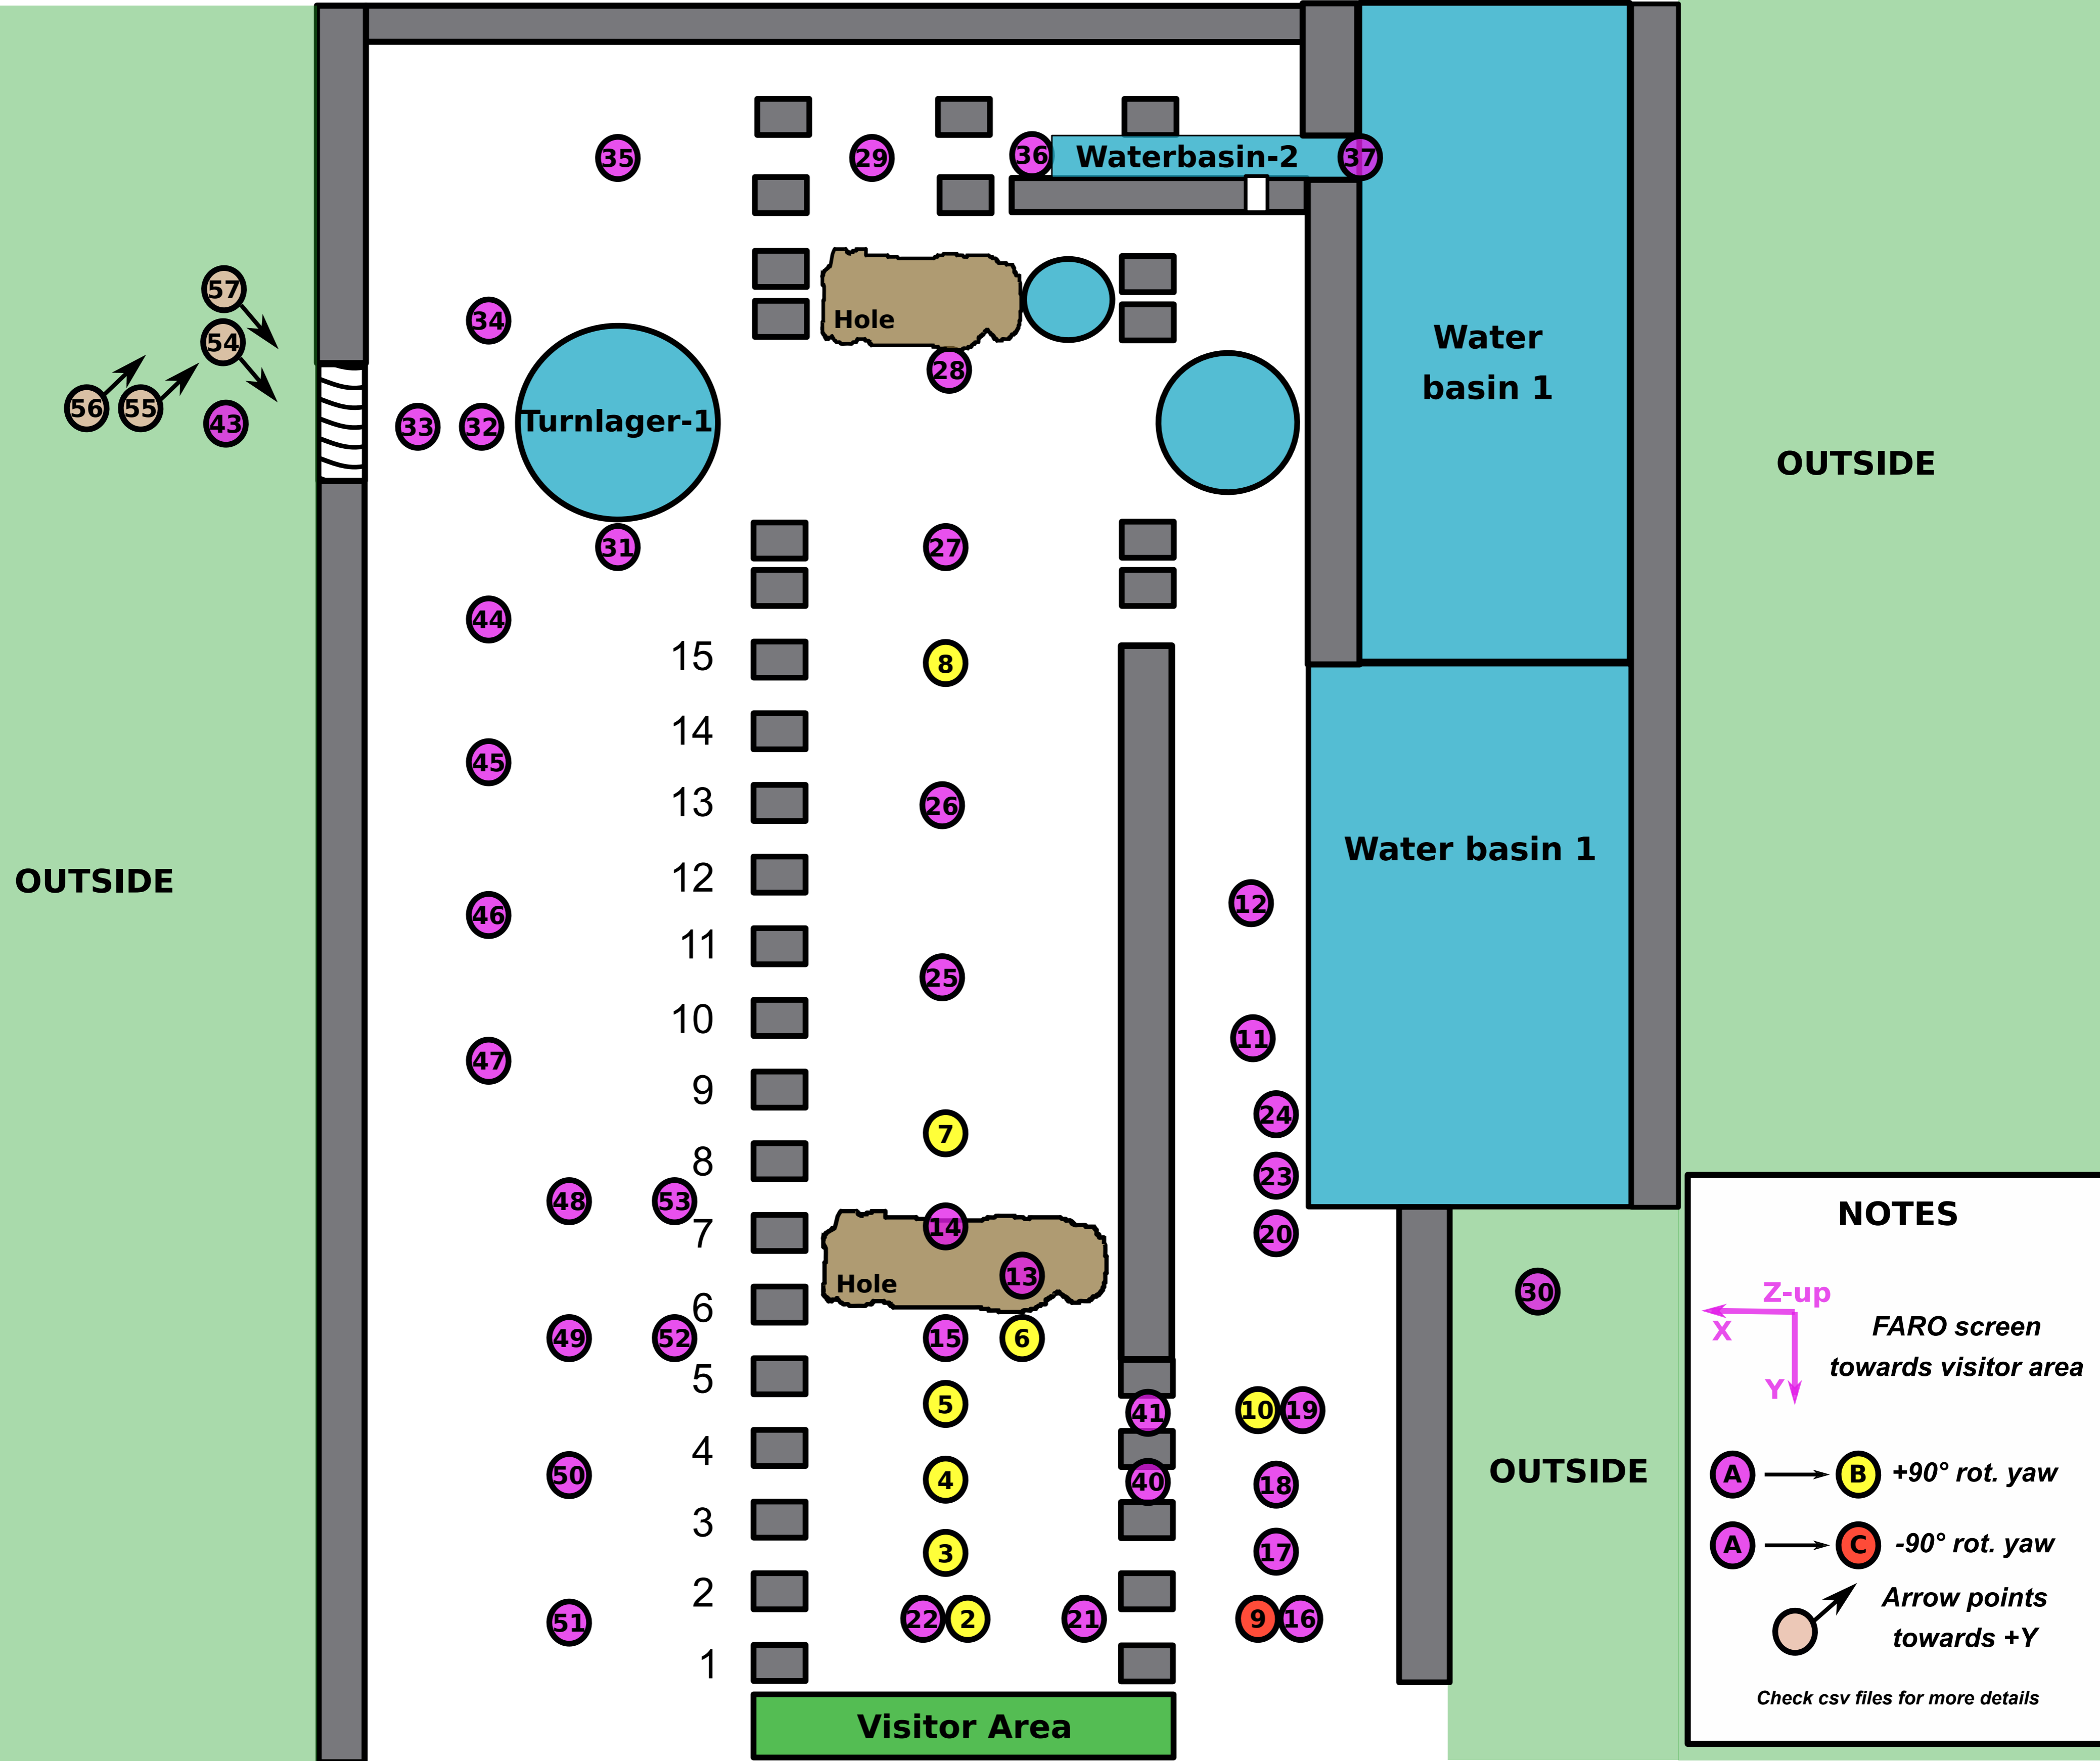 35
29
36
Waterbasin-2
37
57
34
Hole
Water
basin 1
54
28
56
55
43
33
32
Turnlager-1
OUTSIDE
31
27
44
15
8
14
45
13
26
Water basin 1
12
OUTSIDE
12
46
11
25
10
11
47
9
24
7
8
23
48
53
7
14
20
NOTES
Hole
13
6
30
Z-up
X
Y
FARO screen
towards visitor area
49
52
15
6
5
5
41
10
19
4
4
40
18
50
OUTSIDE
A
B
+90° rot. yaw
3
3
17
A
C
-90° rot. yaw
2
51
22
2
21
9
16
Arrow points
towards +Y
1
Check csv files for more details
Visitor Area